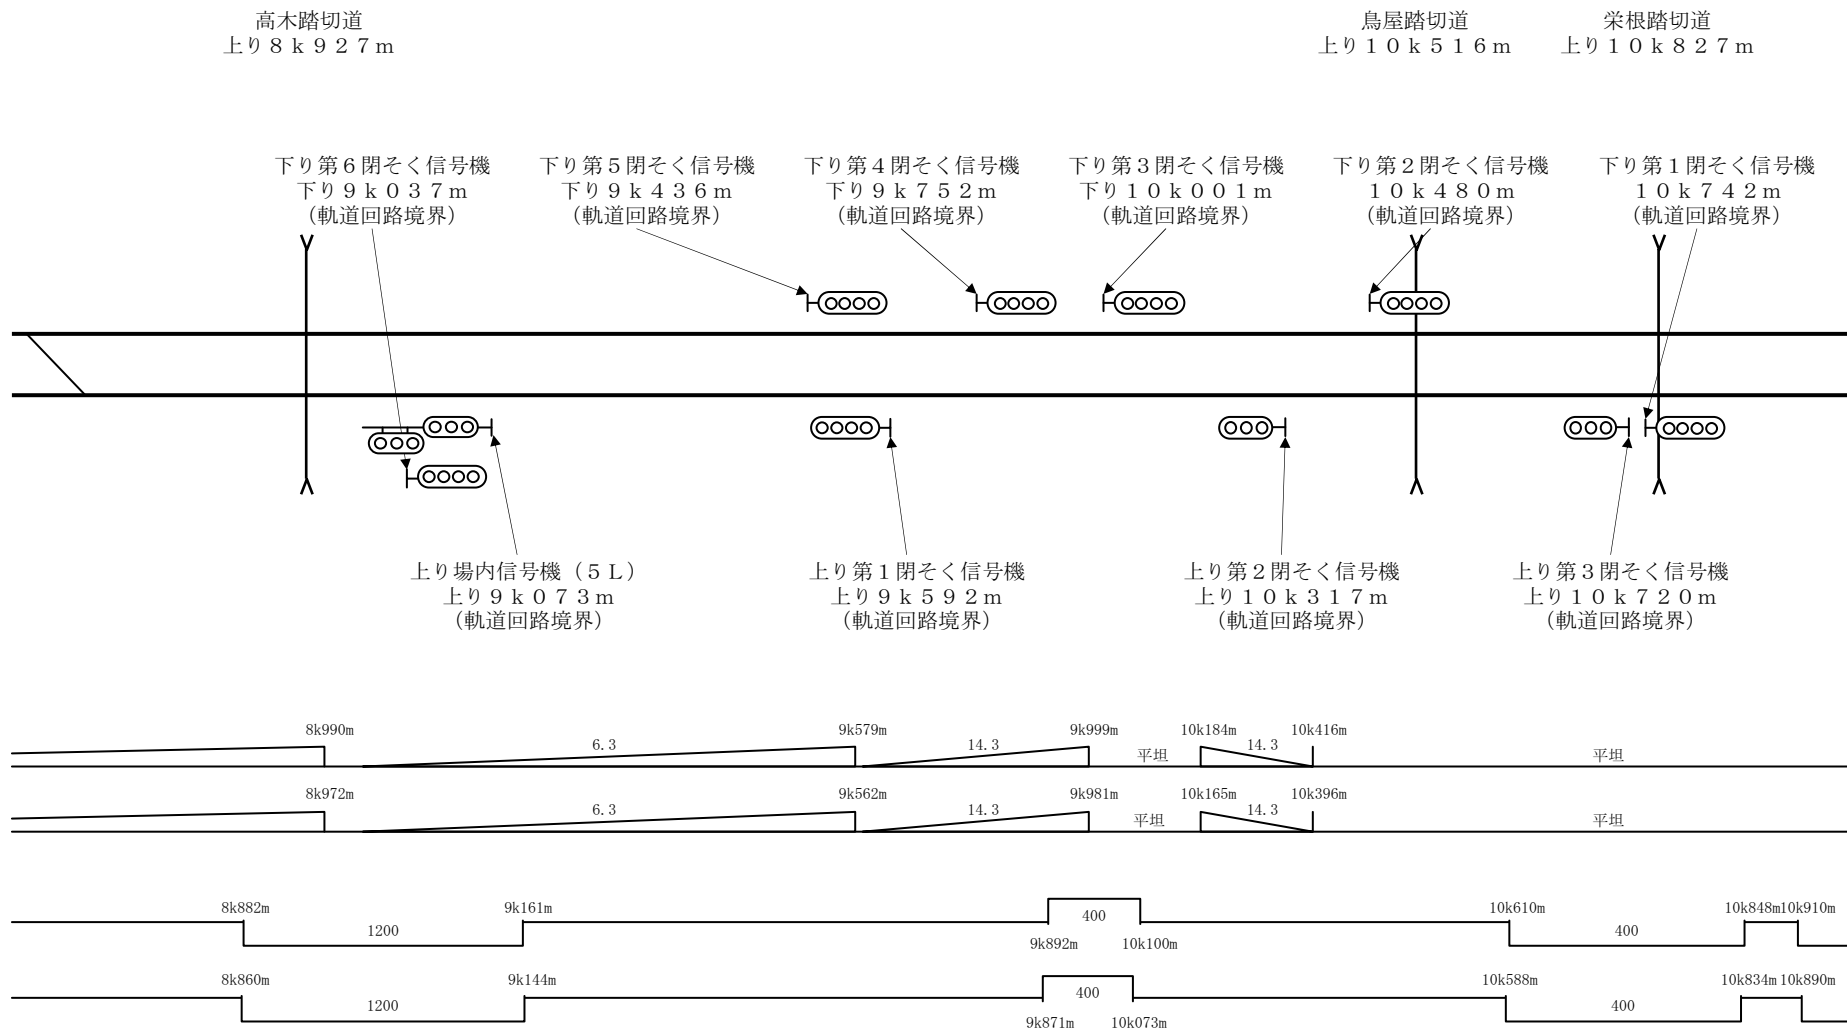 高木踏切道
上り８ｋ９２７ｍ
鳥屋踏切道
上り１０ｋ５１６ｍ
栄根踏切道
上り１０ｋ８２７ｍ
下り第６閉そく信号機
下り９ｋ０３７ｍ
（軌道回路境界）
下り第５閉そく信号機
下り９ｋ４３６ｍ
（軌道回路境界）
下り第４閉そく信号機
下り９ｋ７５２ｍ
（軌道回路境界）
下り第３閉そく信号機
下り１０ｋ００１ｍ
（軌道回路境界）
下り第２閉そく信号機
１０ｋ４８０ｍ
（軌道回路境界）
下り第１閉そく信号機
１０ｋ７４２ｍ
（軌道回路境界）
上り場内信号機（５Ｌ）
上り９ｋ０７３ｍ
（軌道回路境界）
上り第１閉そく信号機
上り９ｋ５９２ｍ
（軌道回路境界）
上り第２閉そく信号機
上り１０ｋ３１７ｍ
（軌道回路境界）
上り第３閉そく信号機
上り１０ｋ７２０ｍ
（軌道回路境界）
8k990m
6.3
9k579m
14.3
9k999m
平坦
10k184m
14.3
10k416m
平坦
8k972m
6.3
9k562m
14.3
9k981m
平坦
10k165m
14.3
10k396m
平坦
8k882m
1200
9k161m
400
9k892m
10k100m
10k610m
400
10k848m
10k910m
8k860m
1200
9k144m
400
9k871m
10k073m
10k588m
400
10k834m
10k890m